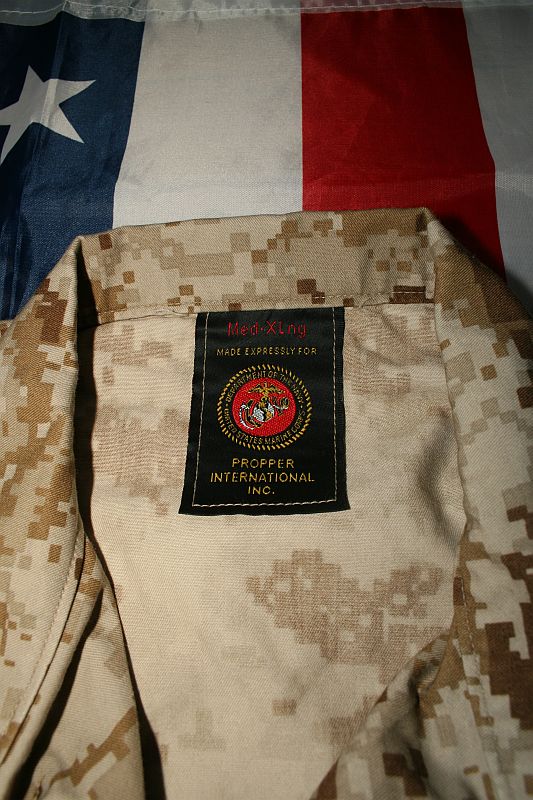 Med-Xlng
MADE EXPRESSLY FOR
DEPARTMENT OF THE NAVY
UNITED STATES MARINE CORPS
PROPPER
INTERNATIONAL
INC.